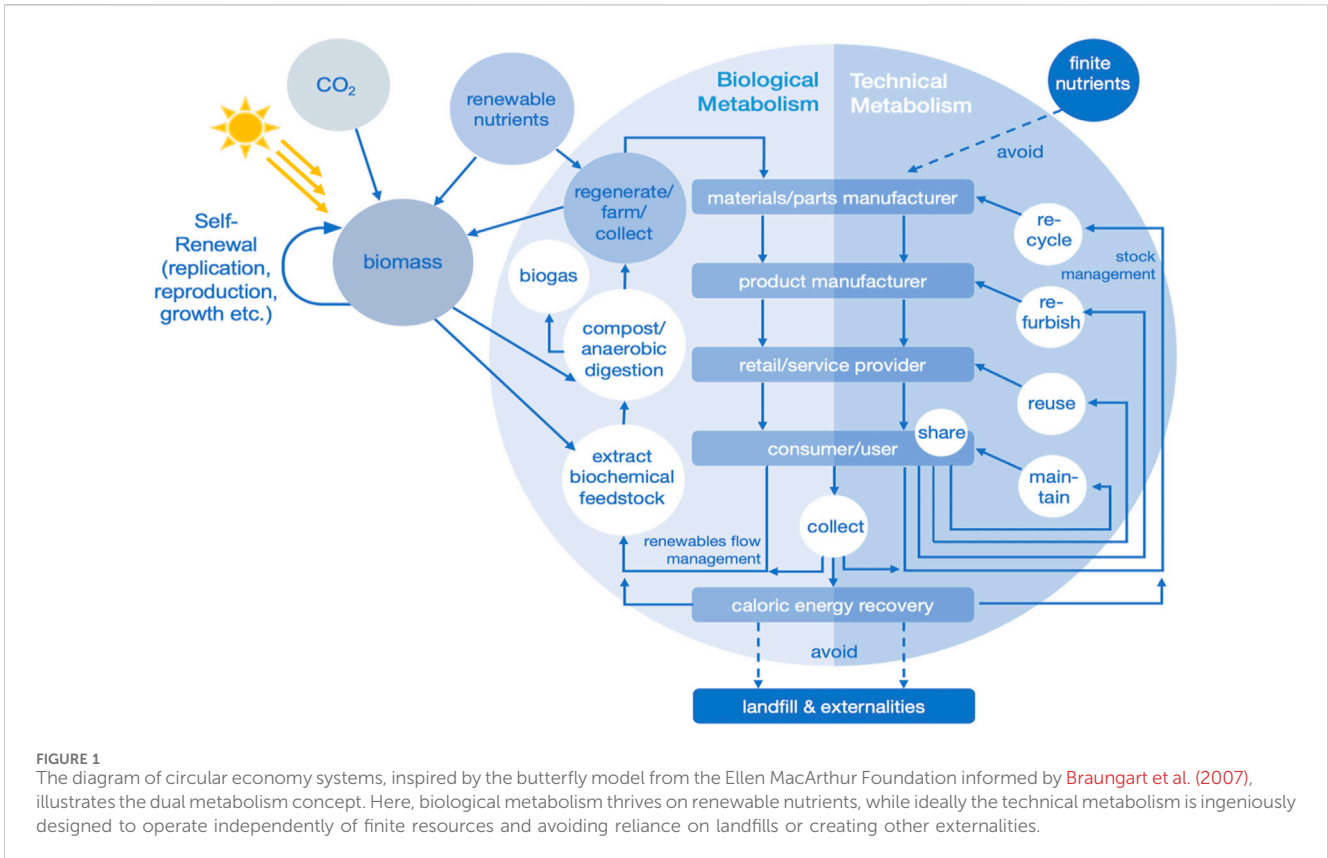 CO₂
renewable
nutrients
Biological
Metabolism
Technical
Metabolism
finite
nutrients
avoid
regenerate/
farm/
collect
materials/parts manufacturer
re-
cycle
Self-
Renewal
(replication,
reproduction,
growth etc.)
biomass
biogas
product manufacturer
stock
management
re-
furbish
compost/
anaerobic
digestion
retail/service provider
reuse
share
consumer/user
extract
biochemical
feedstock
main-
tain
collect
renewables flow
management
caloric energy recovery
avoid
landfill & externalities
FIGURE 1
The diagram of circular economy systems, inspired by the butterfly model from the Ellen MacArthur Foundation informed by Braungart et al. (2007),
illustrates the dual metabolism concept. Here, biological metabolism thrives on renewable nutrients, while ideally the technical metabolism is ingeniously
designed to operate independently of finite resources and avoiding reliance on landfills or creating other externalities.